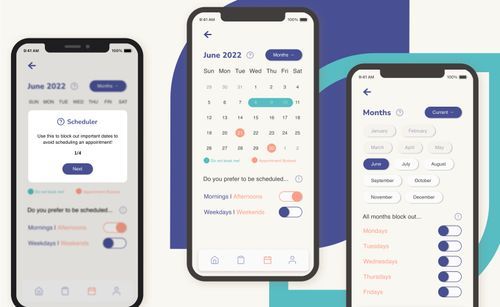 9:41 AM 100%
June 2022 ? Months
SUN MON TUE WED THU FRI SAT
? Scheduler
Use this to block out important dates to
avoid scheduling an appointment!
1/4
Next
Do not book me! Appointment Booked
Do you prefer to be scheduled...
Mornings | Afternoons
Weekdays | Weekends
9:41 AM 100%
June 2022 ? Months
Sun Mon Tue Wed Thu Fri Sat
1 2 3 4
5 6 7 8 9 10 11
12 13 14 15 16 17 18
19 20 21 22 23 24 25
26 27 28 29 30
Do not book me! Appointment Booked
Do you prefer to be scheduled... ?
Mornings | Afternoons
Weekdays | Weekends
9:41 AM 100%
Months ? Current
January February
March April May
June July August
September October
November December
All months block out... ?
Mondays
Tuesdays
Wednesdays
Thursdays
Fridays